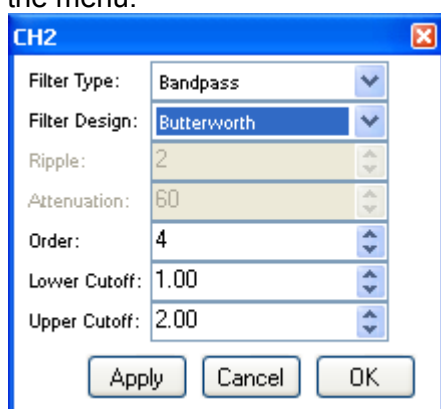 the menu:
CH2
Filter Type: Bandpass
Filter Design: Butterworth
Ripple: 2
Attenuation: 60
Order: 4
Lower Cutoff: 1.00
Upper Cutoff: 2.00
Apply Cancel OK